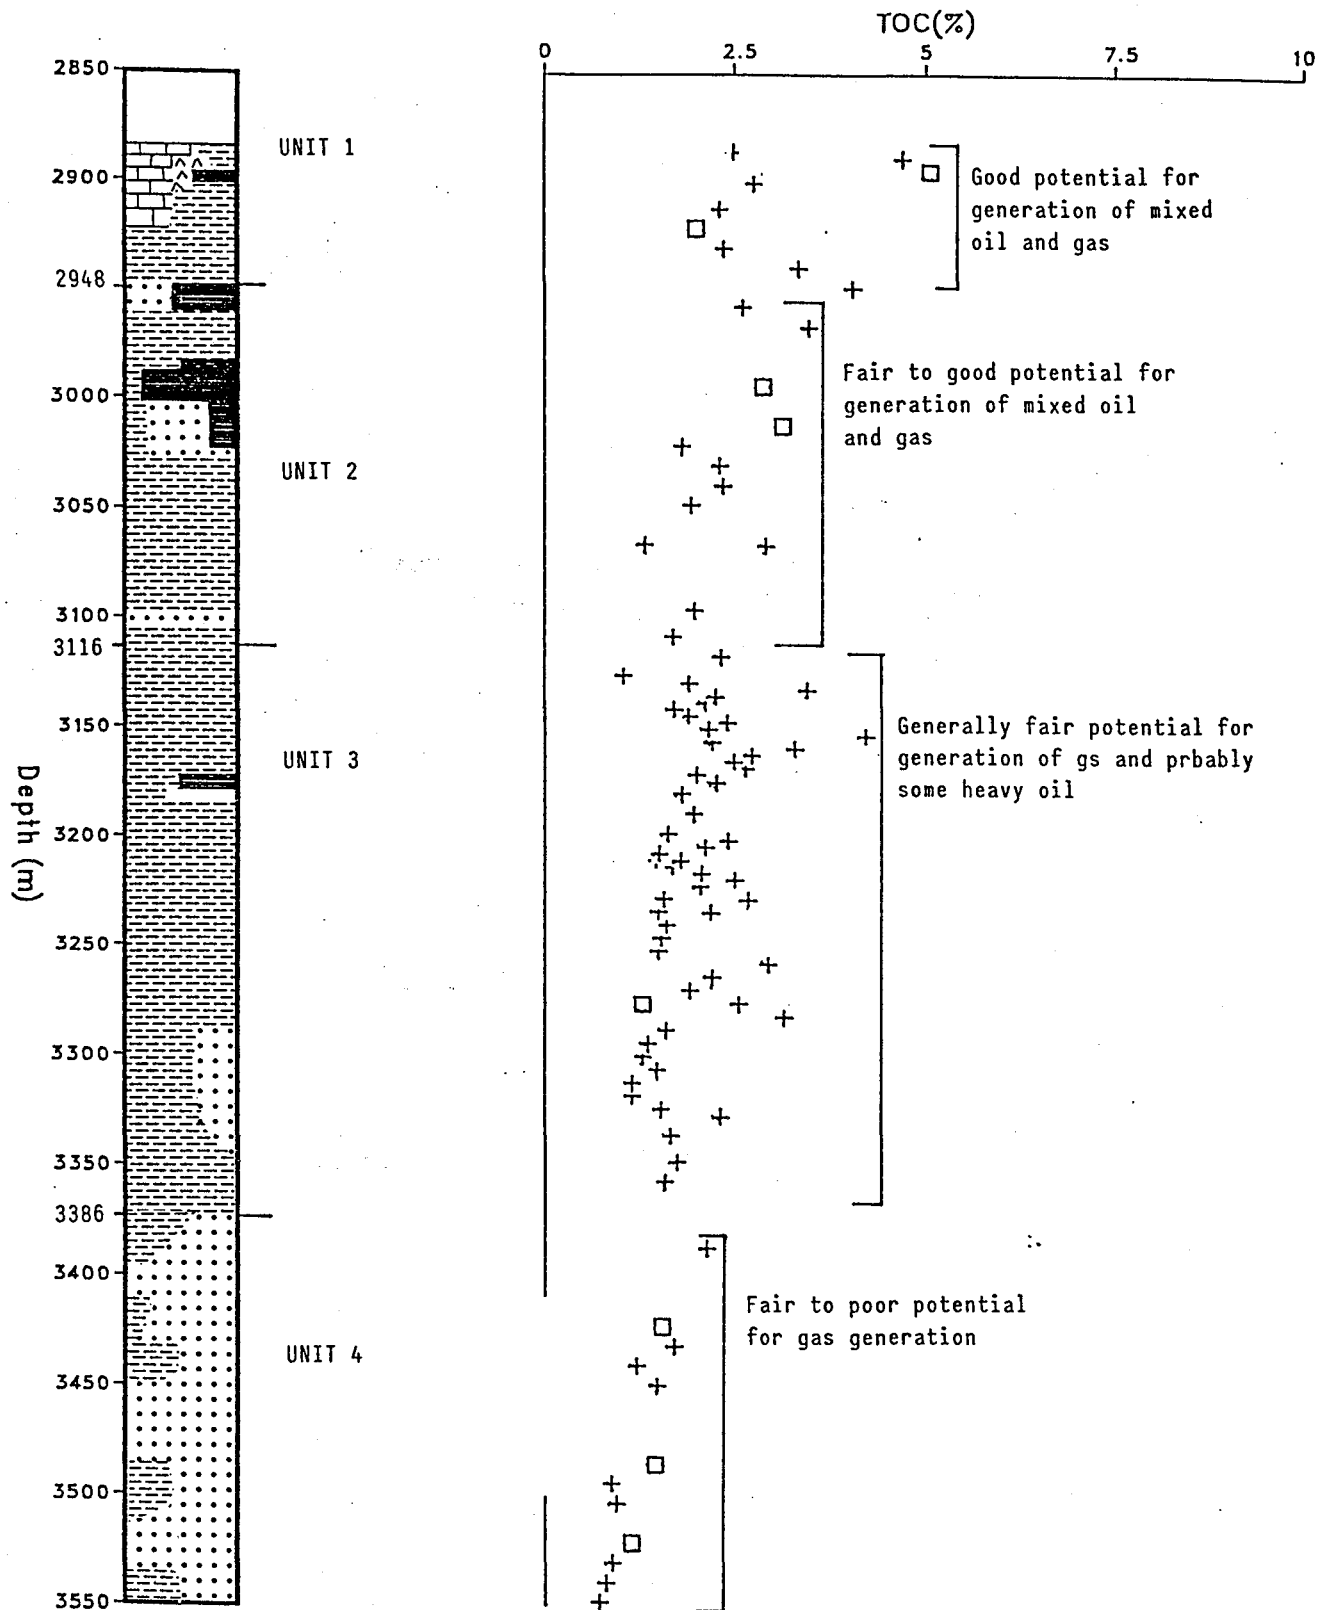 TOC(%)
0 2.5 5 7.5 10
2850
UNIT 1
2900
Good potential for
generation of mixed
oil and gas
2948
Fair to good potential for
generation of mixed oil
and gas
3000
UNIT 2
3050
3100
3116
Generally fair potential for
generation of gs and prbably
some heavy oil
3150
UNIT 3
Depth (m)
3200
3250
3300
3350
3386
3400
Fair to poor potential
for gas generation
UNIT 4
3450
3500
3550